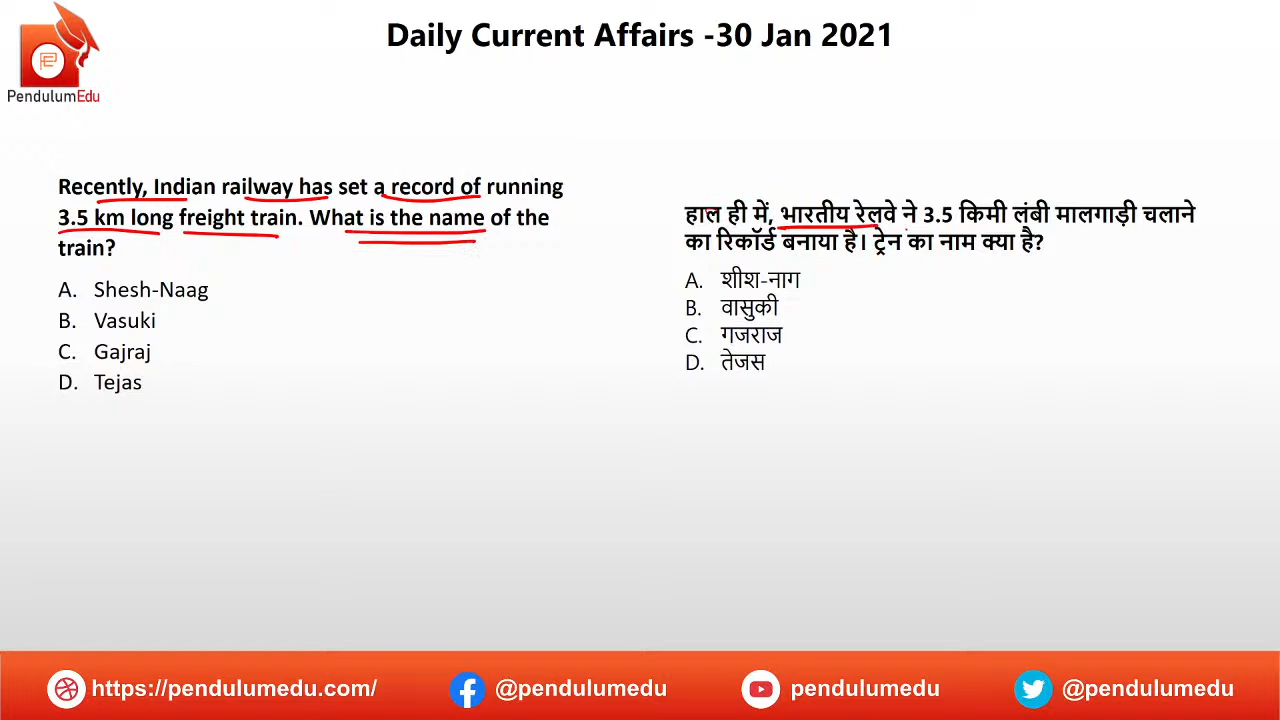 Daily Current Affairs -30 Jan 2021
PendulumEdu
Recently, Indian railway has set a record of running
3.5 km long freight train. What is the name of the
train?
A. Shesh-Naag
B. Vasuki
C. Gajraj
D. Tejas
हाल ही में, भारतीय रेलवे ने 3.5 किमी लंबी मालगाड़ी चलाने
का रिकॉर्ड बनाया है। ट्रेन का नाम क्या है?
A. शीश-नाग
B. वासुकी
C. गजराज
D. तेजस
https://pendulumedu.com/
@pendulumedu
pendulumedu
@pendulumedu